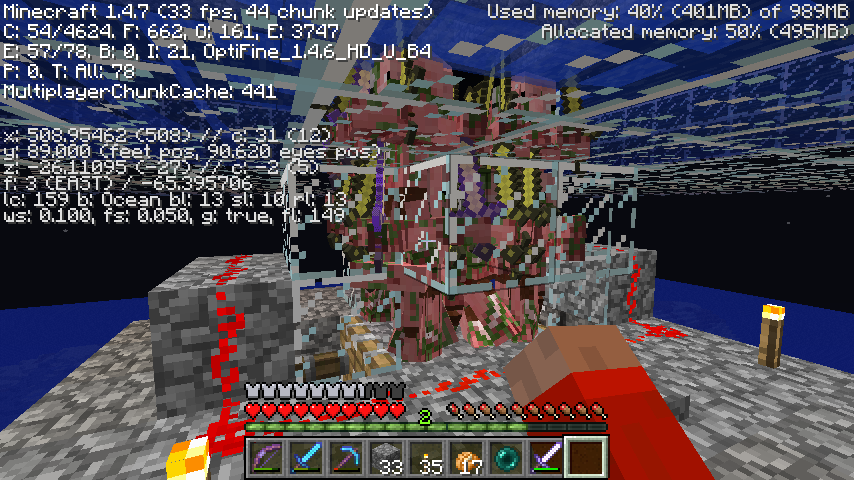 Minecraft 1.4.7 (33 fps, 44 chunk updates)
C: 54/4624, F: 662, O: 161, E: 3747
E: 57/78, B: 0, I: 21, OptiFine_1.4.6_HD_U_B4
P: 0, T: All: 78
MultiplayerChunkCache: 441
Used memory: 40% (401MB) of 989MB
Allocated memory: 50% (495MB)
x: 508.95462 (508) // c: 31 (12)
y: 89.000 (feet pos, 90.620 eyes pos)
z: -26.11095 (-27) // c: -2 (5)
f: 3 (EAST) / -65.395706
lc: 159 b: Ocean bl: 13 sl: 10 rl: 13
ws: 0.100, fs: 0.050, g: true, fl: 149
2
33
35
17